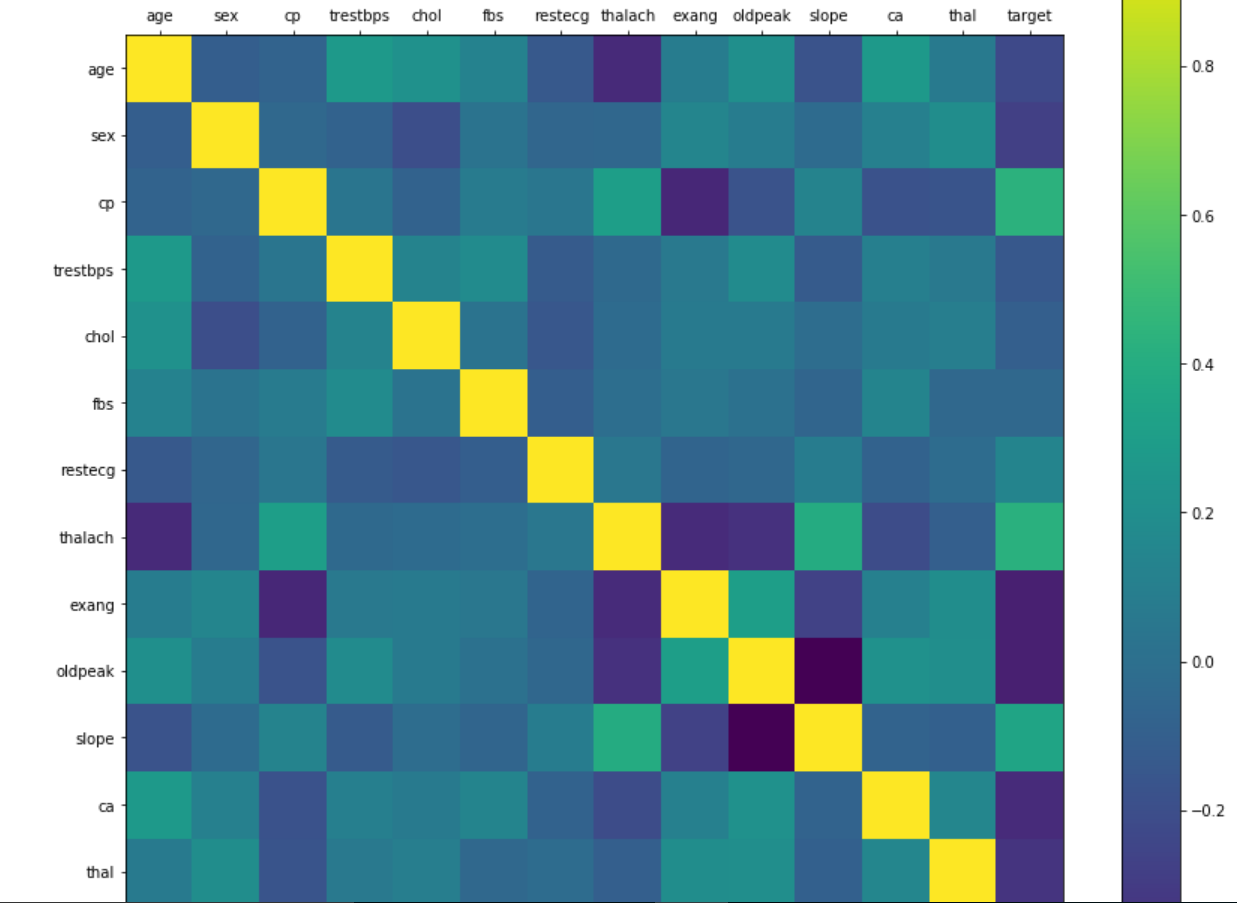 age sex cp trestbps chol fbs restecg thalach exang oldpeak slope ca thal target
age
sex
cp
trestbps
chol
fbs
restecg
thalach
exang
oldpeak
slope
ca
thal
0.8
0.6
0.4
0.2
0.0
−0.2